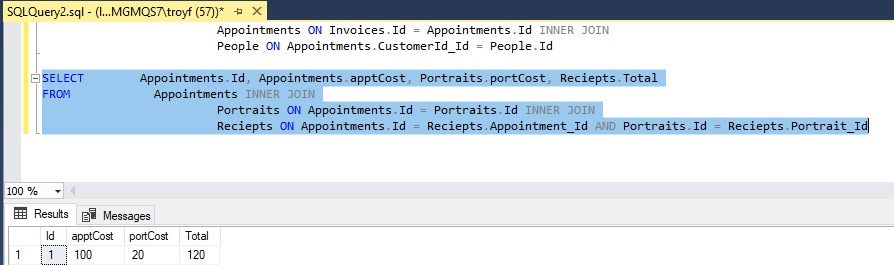 SQLQuery2.sql - (l...MGMQS7\troyf (57))*
Appointments ON Invoices.Id = Appointments.Id INNER JOIN
People ON Appointments.CustomerId_Id = People.Id
SELECT Appointments.Id, Appointments.apptCost, Portraits.portCost, Reciepts.Total
FROM Appointments INNER JOIN
Portraits ON Appointments.Id = Portraits.Id INNER JOIN
Reciepts ON Appointments.Id = Reciepts.Appointment_Id AND Portraits.Id = Reciepts.Portrait_Id
100 %
Results Messages
Id apptCost portCost Total
1 1 100 20 120